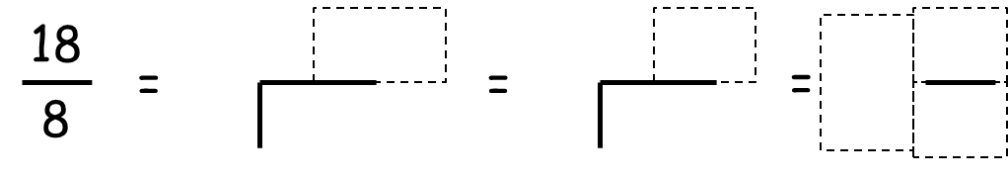 18
= = =
8